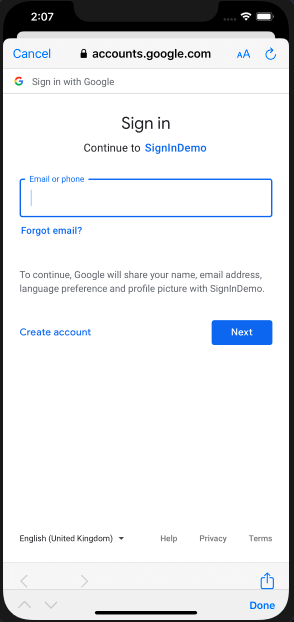 2:07
Cancel accounts.google.com AA
G Sign in with Google
Sign in
Continue to SignInDemo
Email or phone
Forgot email?
To continue, Google will share your name, email address,
language preference and profile picture with SignInDemo.
Create account Next
English (United Kingdom) Help Privacy Terms
Done